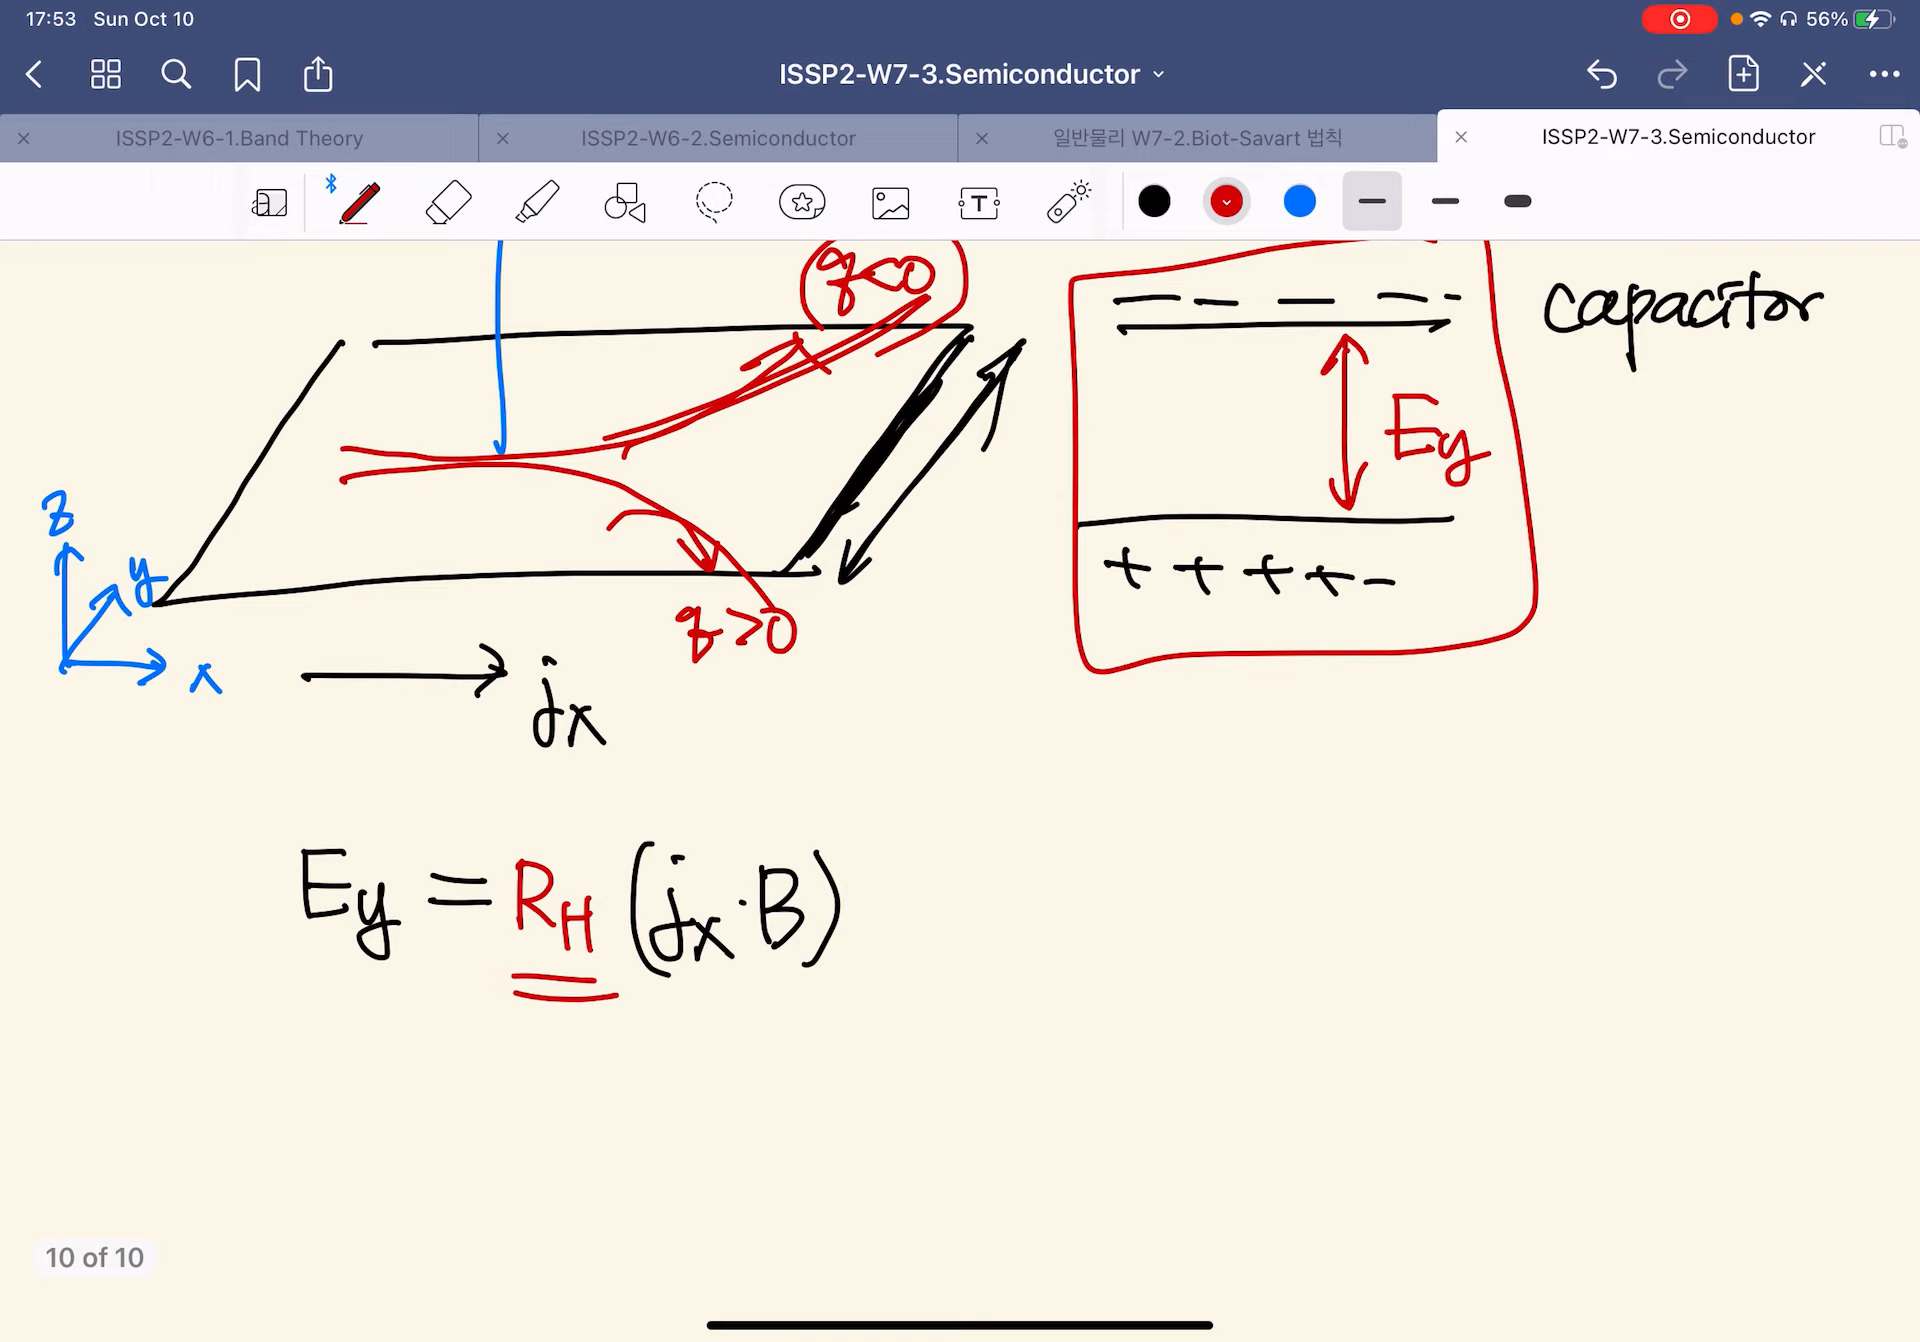 17:53 Sun Oct 10 56%
ISSP2-W7-3.Semiconductor
ISSP2-W6-1.Band Theory
ISSP2-W6-2.Semiconductor
일반물리 W7-2.Biot-Savart 법칙
ISSP2-W7-3.Semiconductor
T
q<0
capacitor
Ey
z
y
x
q>0
+ + + + -
jx
Ey = RH (jx·B)
10 of 10